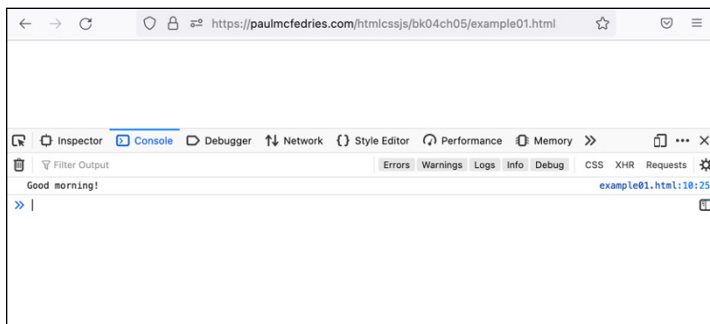 https://paulmcfedries.com/htmlcssjs/bk04ch05/example01.html
Inspector Console Debugger Network {} Style Editor Performance Memory
Filter Output Errors Warnings Logs Info Debug CSS XHR Requests
Good morning! example01.html:10:25